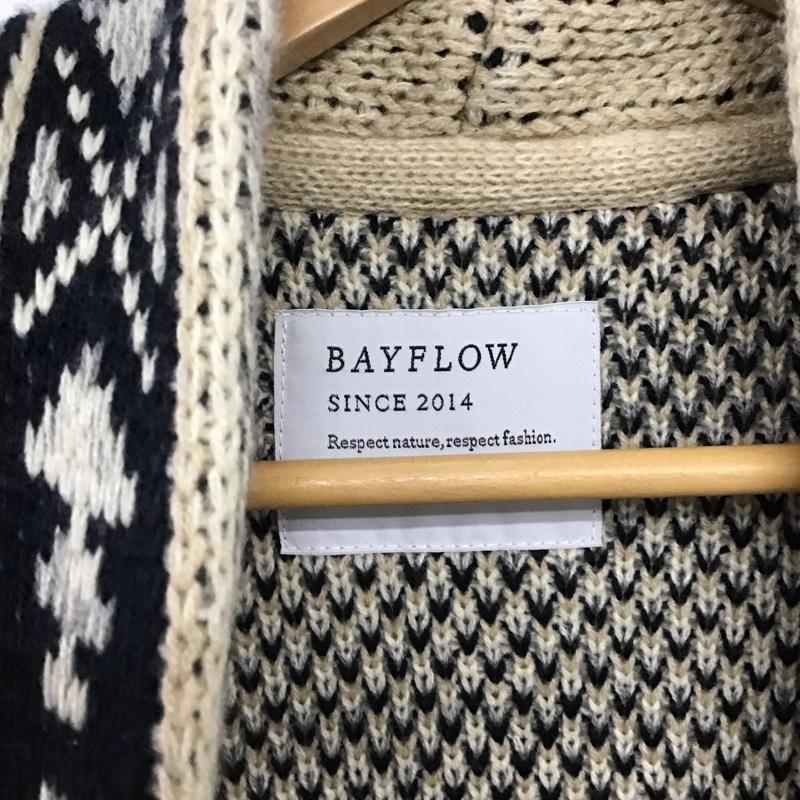 BAYFLOW
SINCE 2014
Respect nature, respect fashion.